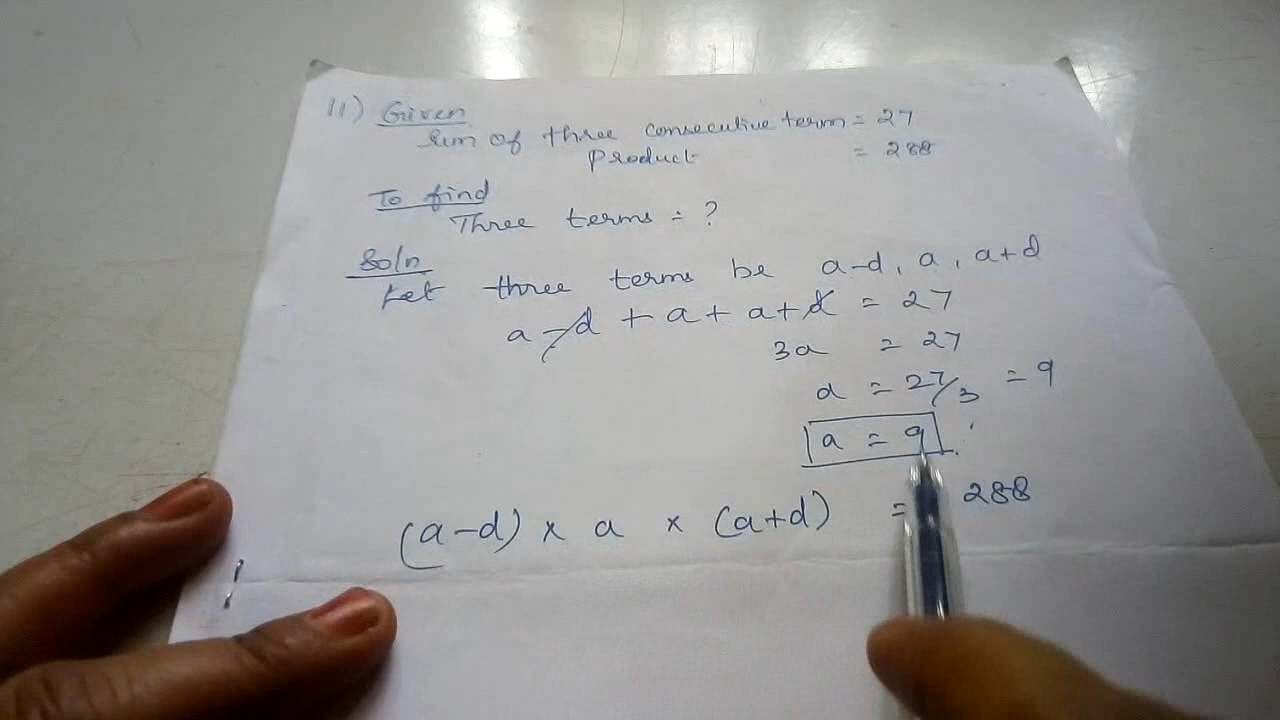 11) Given
Sum of three consecutive term = 27
Product = 288
To find
Three terms = ?
Soln
Let three terms be a-d, a, a+d
a-d + a + a+d = 27
3a = 27
a = 27/3 = 9
a = 9
(a-d) × a × (a+d) = 288